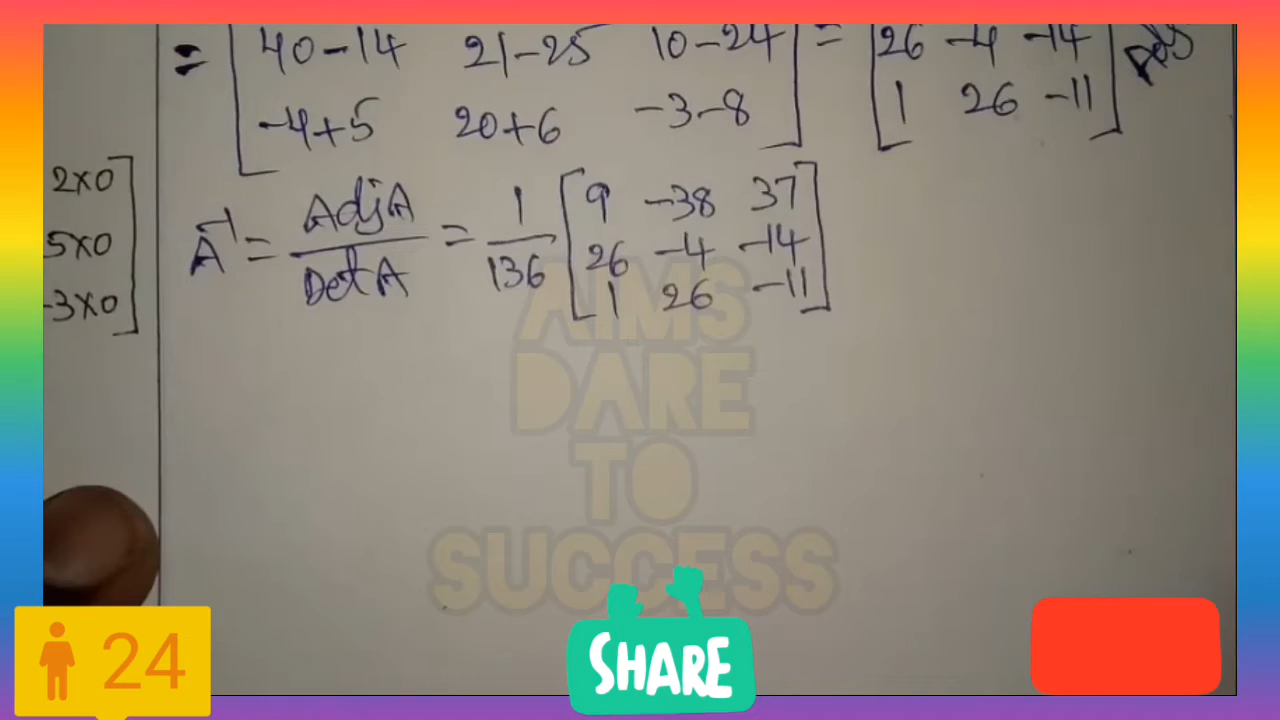 = [ 40-14 21-25 10-24 ] = [ 26 -4 -14 ] Adj
-4+5 20+6 -3-8 1 26 -11
2x0
5x0
-3x0
A⁻¹ = AdjA / Det A = 1/136 [ 9 -38 37
26 -4 -14
1 26 -11 ]
AIMS
DARE
TO
SUCCESS
24
SHARE